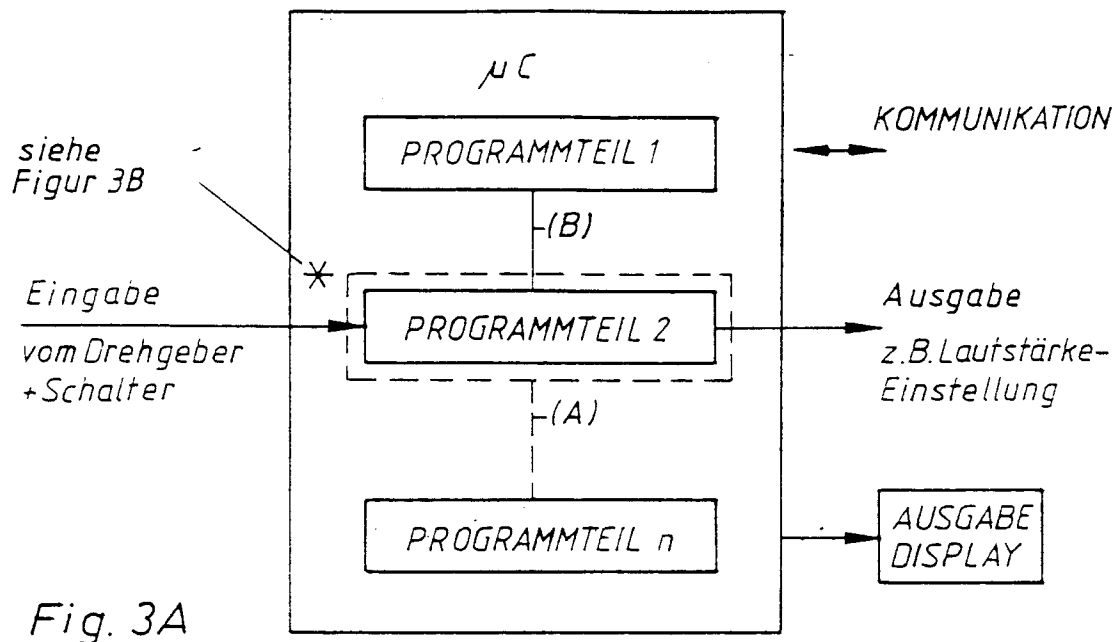 µC
PROGRAMMTEIL 1
KOMMUNIKATION
siehe
Figur 3B
(B)
Eingabe
vom Drehgeber
+Schalter
PROGRAMMTEIL 2
Ausgabe
z.B. Lautstärke-
Einstellung
(A)
PROGRAMMTEIL n
AUSGABE
DISPLAY
Fig. 3A